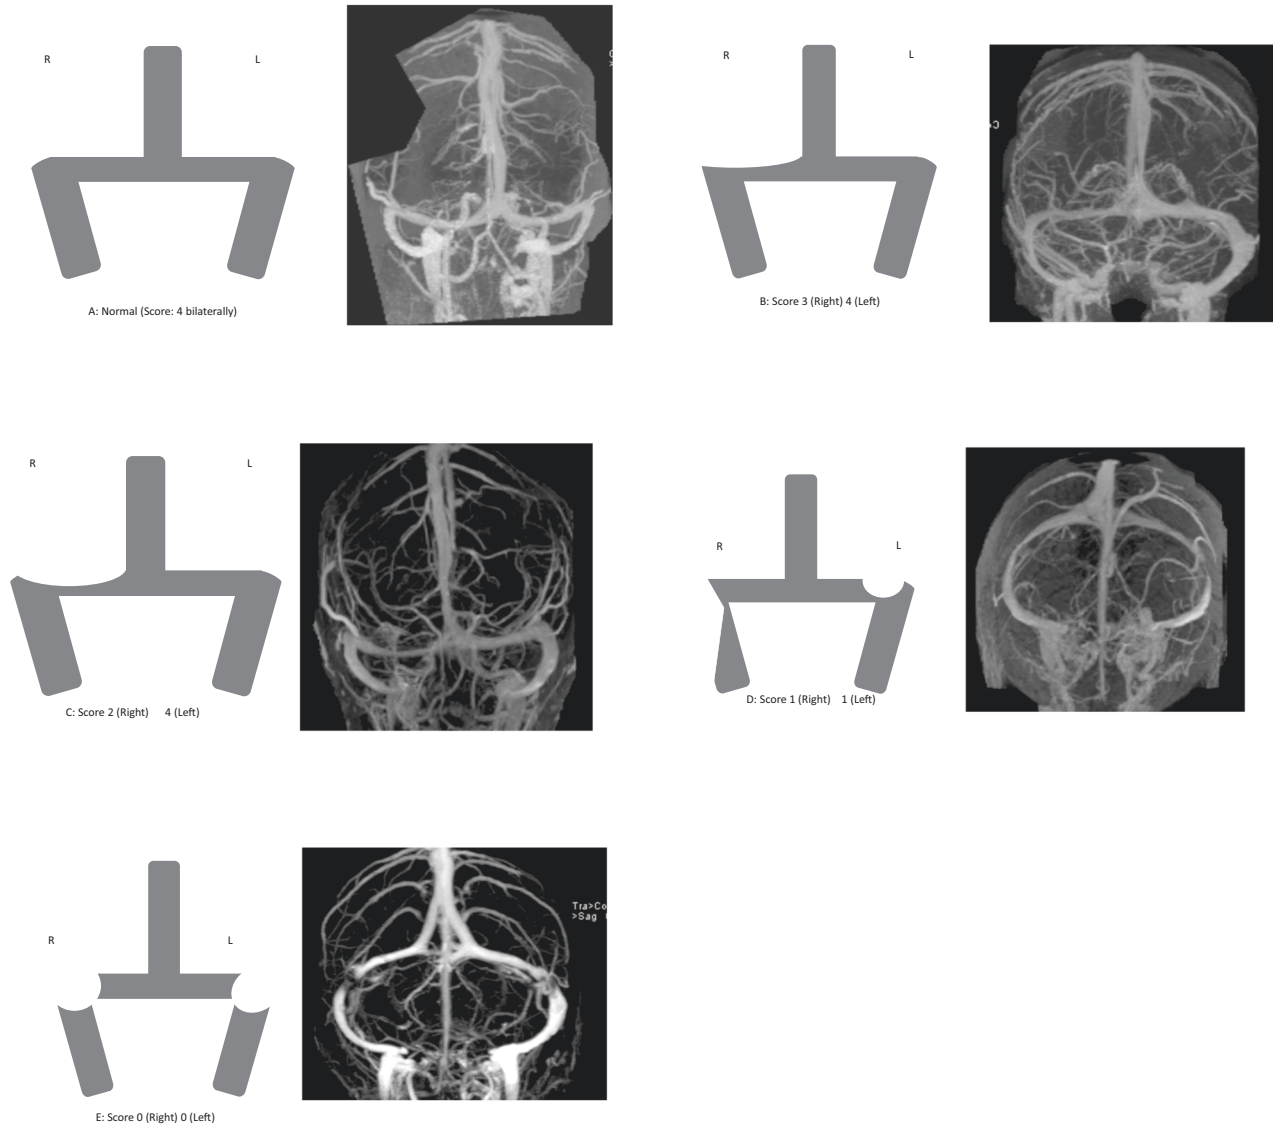 R
L
A: Normal (Score: 4 bilaterally)
R
L
B: Score 3 (Right) 4 (Left)
R
L
C: Score 2 (Right) 4 (Left)
R
L
D: Score 1 (Right) 1 (Left)
R
L
Tra>Co
>Sag
E: Score 0 (Right) 0 (Left)